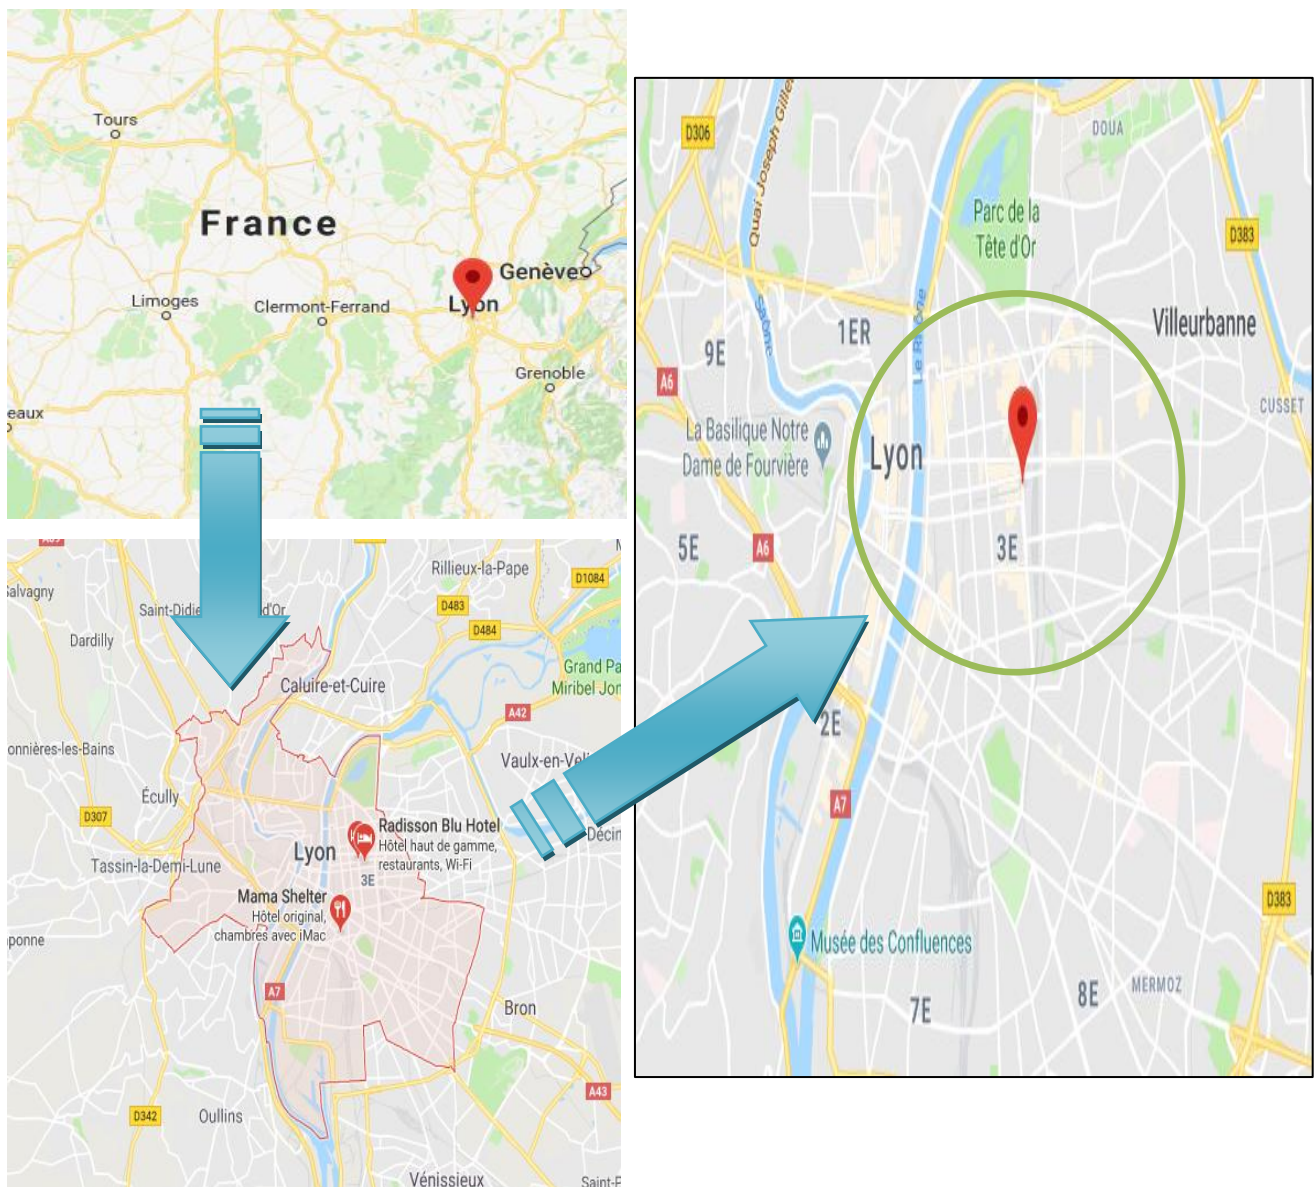 Tours
France
Genève
Lyon
Limoges
Clermont-Ferrand
Grenoble
eaux
Rillieux-la-Pape
D1084
Salvagny
Saint-Didie
d'Or
D483
Dardilly
D484
Grand Pa
Miribel Jon
Caluire-et-Cuire
A42
onnières-les-Bains
Vaulx-en-Veli
Écully
D307
Radisson Blu Hotel
Hôtel haut de gamme,
restaurants, Wi-Fi
Décin
Lyon
Tassin-la-Demi-Lune
3E
Mama Shelter
Hôtel original,
chambres avec iMac
aponne
A7
Bron
A43
D342
Oullins
Vénissieux
Saint-P
D306
Quai Joseph Gillet
DOUA
Parc de la
Tête d'Or
D383
Saône
Le Rhône
1ER
Villeurbanne
9E
A6
CUSSET
La Basilique Notre
Dame de Fourvière
Lyon
5E
A6
3E
2E
A7
D383
Musée des Confluences
7E
8E
MERMOZ